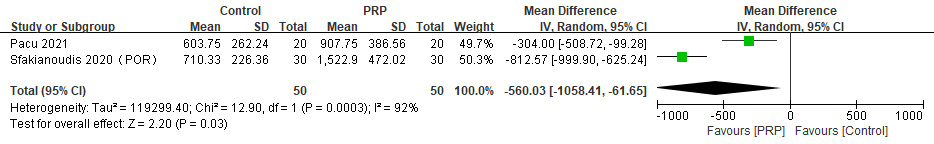 Control PRP Mean Difference Mean Difference
Study or Subgroup Mean SD Total Mean SD Total Weight IV, Random, 95% CI IV, Random, 95% CI
Pacu 2021 603.75 262.24 20 907.75 386.56 20 49.7% -304.00 [-508.72, -99.28]
Sfakianoudis 2020 (POR) 710.33 226.36 30 1,522.9 472.02 30 50.3% -812.57 [-999.90, -625.24]
Total (95% CI) 50 50 100.0% -560.03 [-1058.41, -61.65]
Heterogeneity: Tau² = 119299.40; Chi² = 12.90, df = 1 (P = 0.0003); I² = 92%
Test for overall effect: Z = 2.20 (P = 0.03)
-1000 -500 0 500 1000
Favours [PRP] Favours [Control]